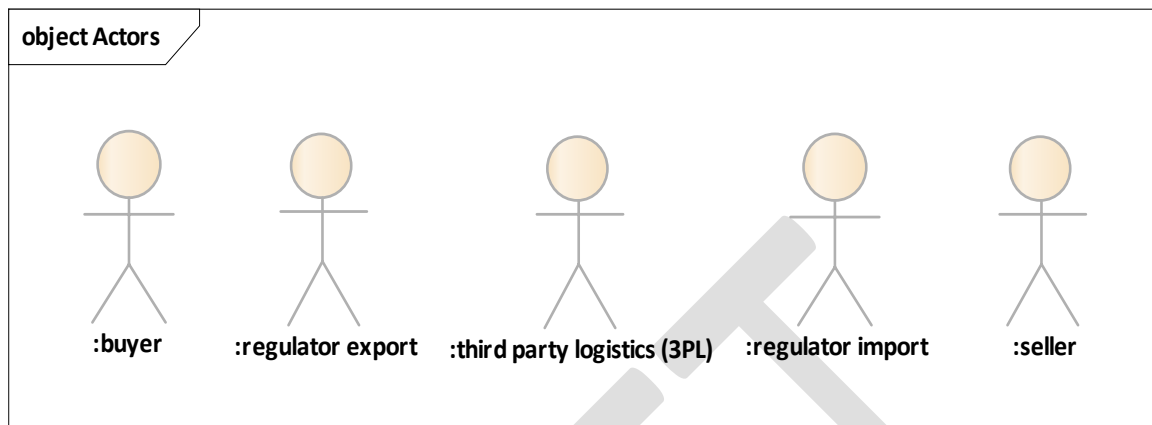 object Actors
:buyer
:regulator export
:third party logistics (3PL)
:regulator import
:seller